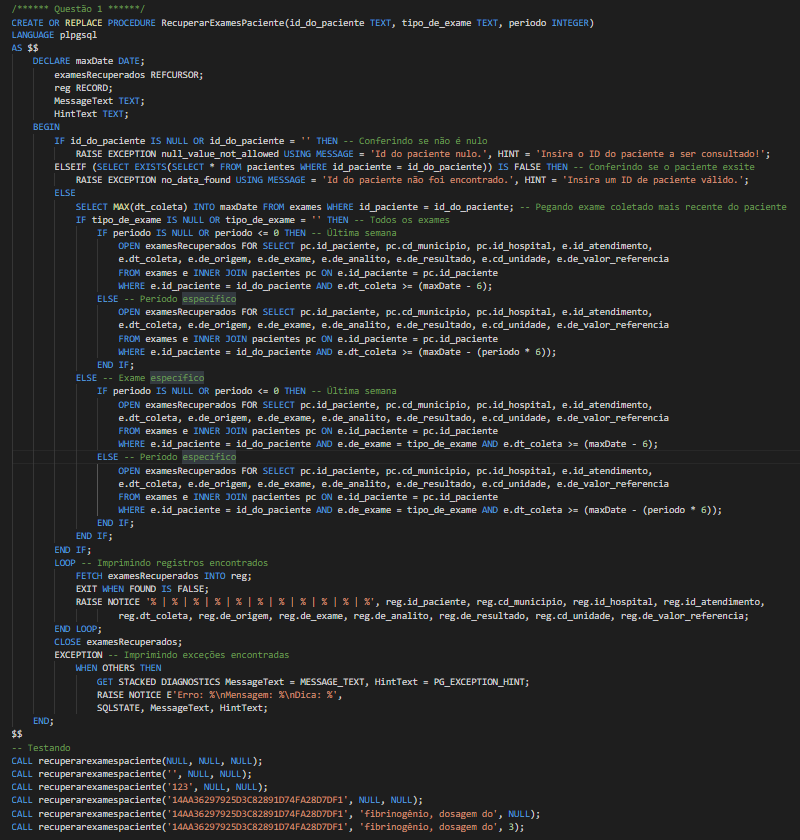 /****** Questão 1 ******/
CREATE OR REPLACE PROCEDURE RecuperarExamesPaciente(id_do_paciente TEXT, tipo_de_exame TEXT, periodo INTEGER)
LANGUAGE plpgsql
AS $$
DECLARE maxDate DATE;
examesRecuperados REFCURSOR;
reg RECORD;
MessageText TEXT;
HintText TEXT;
BEGIN
IF id_do_paciente IS NULL OR id_do_paciente = '' THEN -- Conferindo se não é nulo
RAISE EXCEPTION null_value_not_allowed USING MESSAGE = 'Id do paciente nulo.', HINT = 'Insira o ID do paciente a ser consultado!';
ELSEIF (SELECT EXISTS(SELECT * FROM pacientes WHERE id_paciente = id_do_paciente)) IS FALSE THEN -- Conferindo se o paciente exsite
RAISE EXCEPTION no_data_found USING MESSAGE = 'Id do paciente não foi encontrado.', HINT = 'Insira um ID de paciente válido.';
ELSE
SELECT MAX(dt_coleta) INTO maxDate FROM exames WHERE id_paciente = id_do_paciente; -- Pegando exame coletado mais recente do paciente
IF tipo_de_exame IS NULL OR tipo_de_exame = '' THEN -- Todos os exames
IF periodo IS NULL OR periodo <= 0 THEN -- Última semana
OPEN examesRecuperados FOR SELECT pc.id_paciente, pc.cd_municipio, pc.id_hospital, e.id_atendimento,
e.dt_coleta, e.de_origem, e.de_exame, e.de_analito, e.de_resultado, e.cd_unidade, e.de_valor_referencia
FROM exames e INNER JOIN pacientes pc ON e.id_paciente = pc.id_paciente
WHERE e.id_paciente = id_do_paciente AND e.dt_coleta >= (maxDate - 6);
ELSE -- Período específico
OPEN examesRecuperados FOR SELECT pc.id_paciente, pc.cd_municipio, pc.id_hospital, e.id_atendimento,
e.dt_coleta, e.de_origem, e.de_exame, e.de_analito, e.de_resultado, e.cd_unidade, e.de_valor_referencia
FROM exames e INNER JOIN pacientes pc ON e.id_paciente = pc.id_paciente
WHERE e.id_paciente = id_do_paciente AND e.dt_coleta >= (maxDate - (periodo * 6));
END IF;
ELSE -- Exame específico
IF periodo IS NULL OR periodo <= 0 THEN -- Última semana
OPEN examesRecuperados FOR SELECT pc.id_paciente, pc.cd_municipio, pc.id_hospital, e.id_atendimento,
e.dt_coleta, e.de_origem, e.de_exame, e.de_analito, e.de_resultado, e.cd_unidade, e.de_valor_referencia
FROM exames e INNER JOIN pacientes pc ON e.id_paciente = pc.id_paciente
WHERE e.id_paciente = id_do_paciente AND e.de_exame = tipo_de_exame AND e.dt_coleta >= (maxDate - 6);
ELSE -- Período específico
OPEN examesRecuperados FOR SELECT pc.id_paciente, pc.cd_municipio, pc.id_hospital, e.id_atendimento,
e.dt_coleta, e.de_origem, e.de_exame, e.de_analito, e.de_resultado, e.cd_unidade, e.de_valor_referencia
FROM exames e INNER JOIN pacientes pc ON e.id_paciente = pc.id_paciente
WHERE e.id_paciente = id_do_paciente AND e.de_exame = tipo_de_exame AND e.dt_coleta >= (maxDate - (periodo * 6));
END IF;
END IF;
END IF;
LOOP -- Imprimindo registros encontrados
FETCH examesRecuperados INTO reg;
EXIT WHEN FOUND IS FALSE;
RAISE NOTICE '% | % | % | % | % | % | % | % | % | % | %', reg.id_paciente, reg.cd_municipio, reg.id_hospital, reg.id_atendimento,
reg.dt_coleta, reg.de_origem, reg.de_exame, reg.de_analito, reg.de_resultado, reg.cd_unidade, reg.de_valor_referencia;
END LOOP;
CLOSE examesRecuperados;
EXCEPTION -- Imprimindo exceções encontradas
WHEN OTHERS THEN
GET STACKED DIAGNOSTICS MessageText = MESSAGE_TEXT, HintText = PG_EXCEPTION_HINT;
RAISE NOTICE E'Erro: %\nMensagem: %\nDica: %',
SQLSTATE, MessageText, HintText;
END;
$$
-- Testando
CALL recuperarexamespaciente(NULL, NULL, NULL);
CALL recuperarexamespaciente('', NULL, NULL);
CALL recuperarexamespaciente('123', NULL, NULL);
CALL recuperarexamespaciente('14AA36297925D3C82891D74FA28D7DF1', NULL, NULL);
CALL recuperarexamespaciente('14AA36297925D3C82891D74FA28D7DF1', 'fibrinogênio, dosagem do', NULL);
CALL recuperarexamespaciente('14AA36297925D3C82891D74FA28D7DF1', 'fibrinogênio, dosagem do', 3);